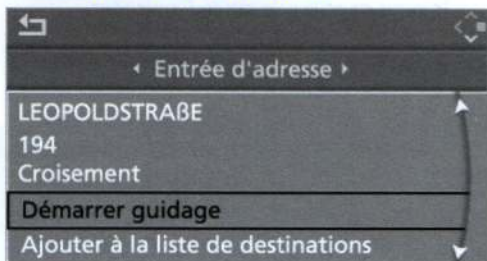 Entrée d'adresse
LEOPOLDSTRAßE
194
Croisement
Démarrer guidage
Ajouter à la liste de destinations